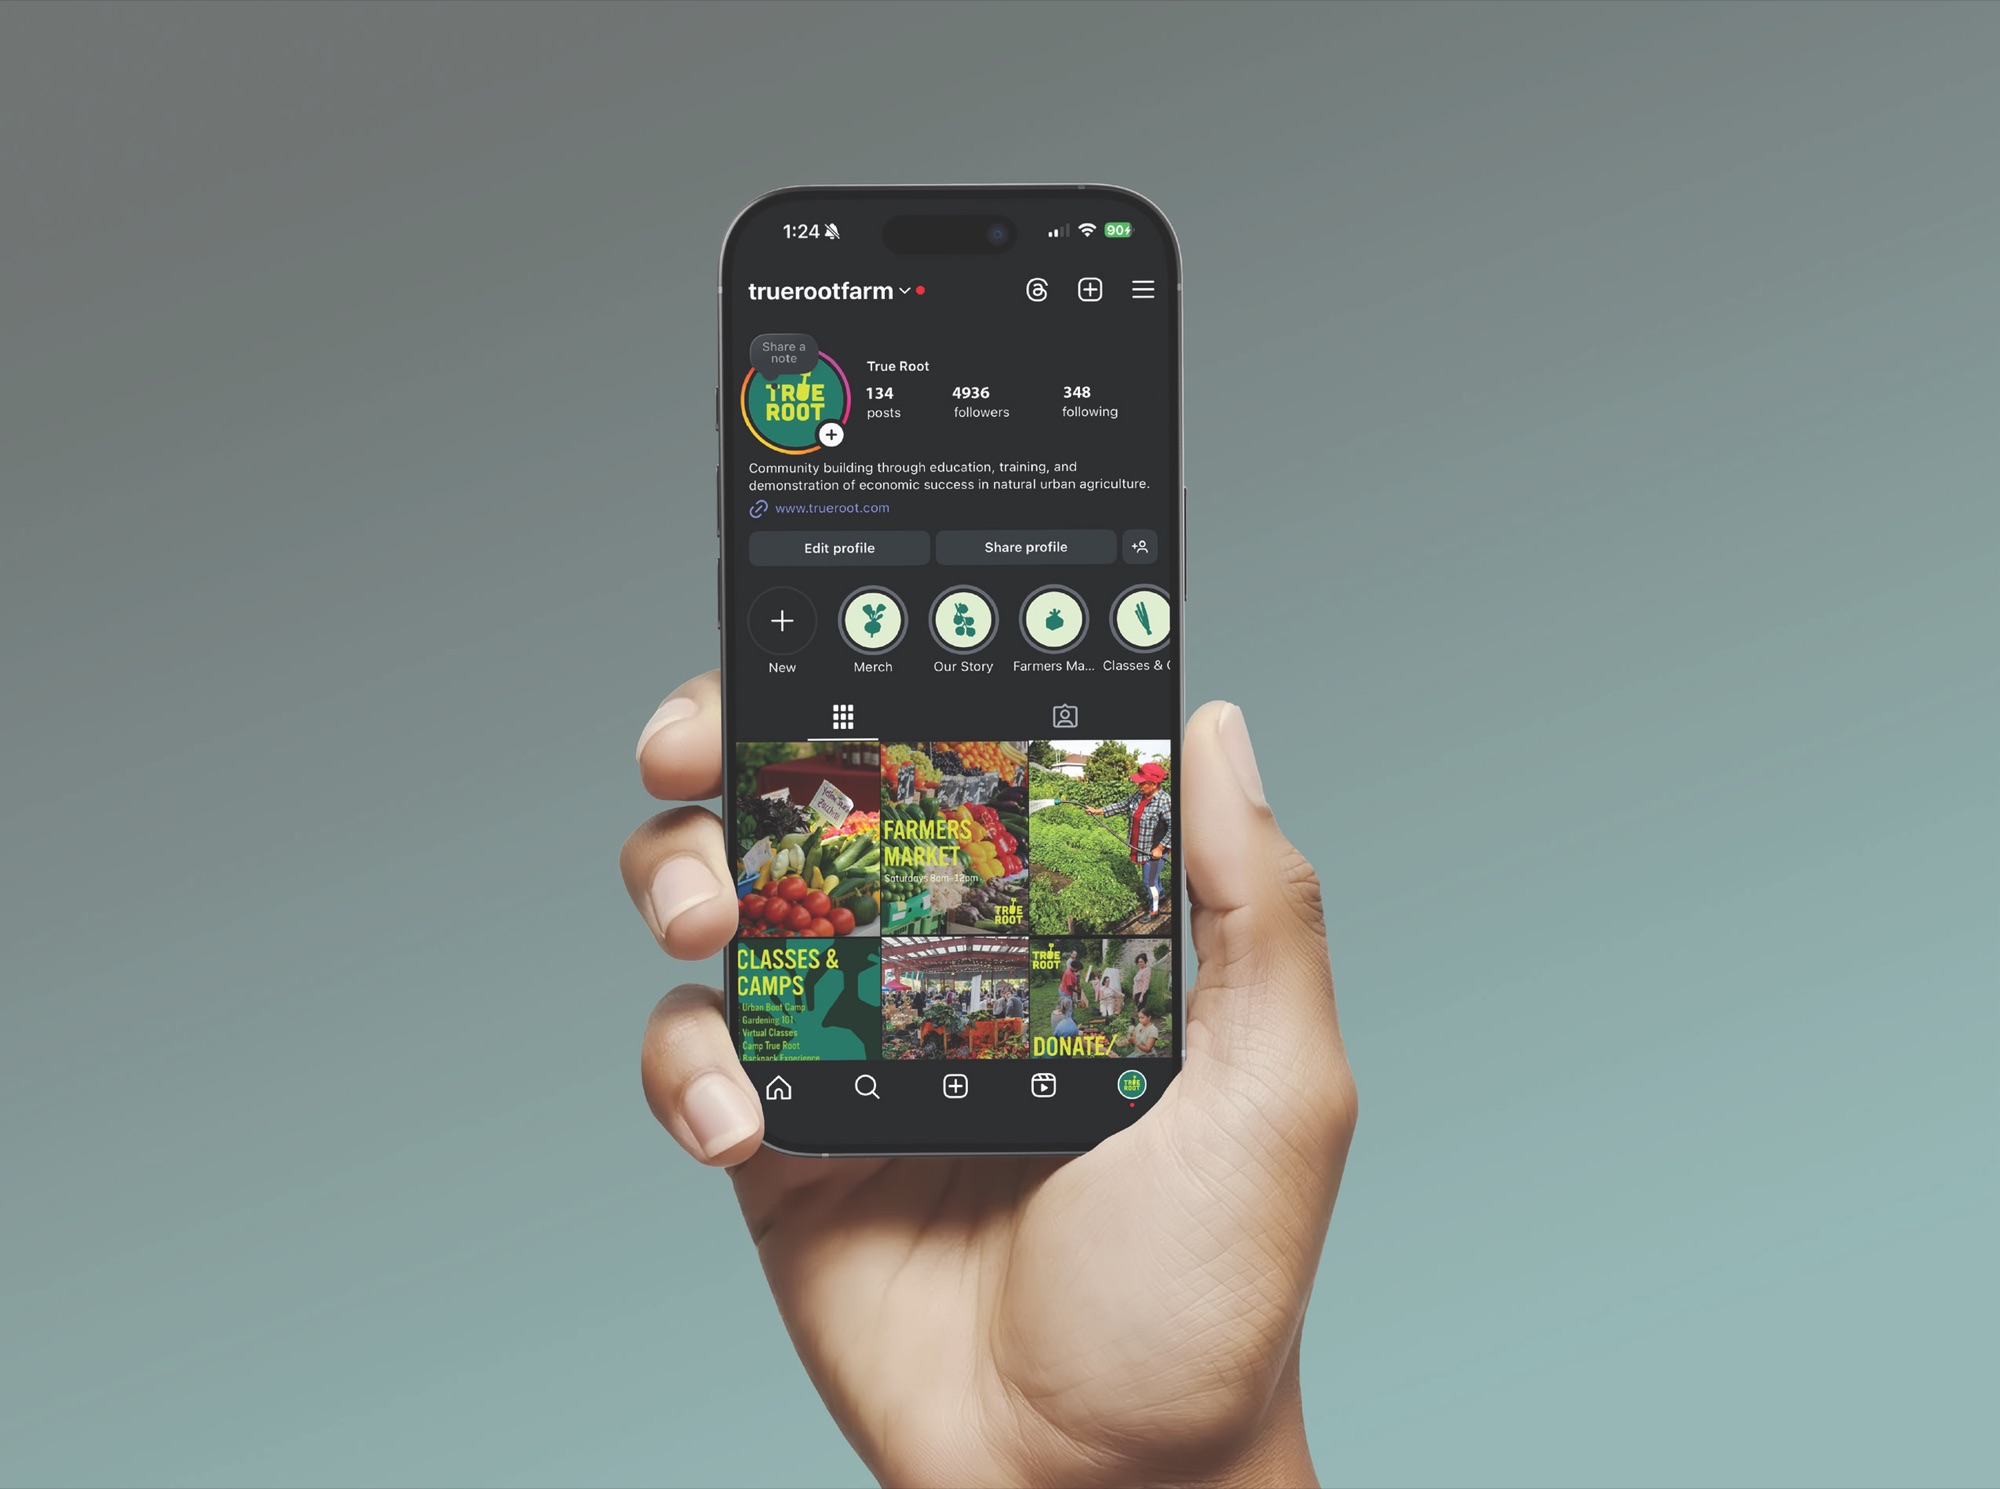 1:24
90
truerootfarm
Share a
note
TRUE
ROOT
True Root
134
4936
348
posts
followers
following
Community building through education, training, and
demonstration of economic success in natural urban agriculture.
www.trueroot.com
Edit profile
Share profile
New
Merch
Our Story
Farmers Ma...
Classes & C
Zucchini
FARMERS
MARKET
Saturdays 8am-12pm
TRUE
ROOT
CLASSES &
CAMPS
Urban Boot Camp
Gardening 101
Virtual Classes
Camp True Root
Backpack Experience
TRUE
ROOT
DONATE/
TRUE
ROOT